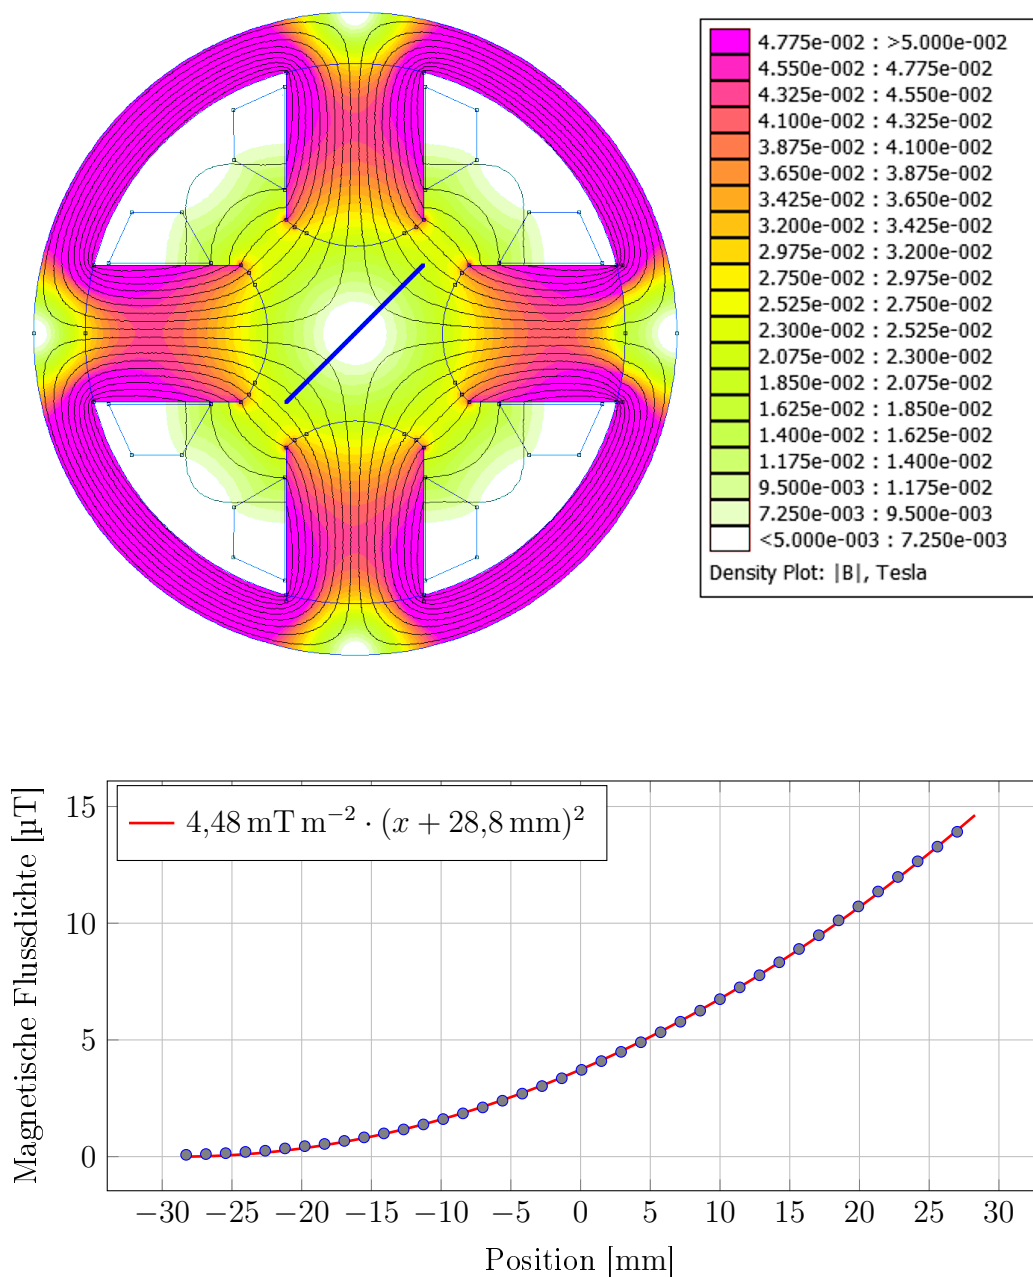 4.775e-002 : >5.000e-002
4.550e-002 : 4.775e-002
4.325e-002 : 4.550e-002
4.100e-002 : 4.325e-002
3.875e-002 : 4.100e-002
3.650e-002 : 3.875e-002
3.425e-002 : 3.650e-002
3.200e-002 : 3.425e-002
2.975e-002 : 3.200e-002
2.750e-002 : 2.975e-002
2.525e-002 : 2.750e-002
2.300e-002 : 2.525e-002
2.075e-002 : 2.300e-002
1.850e-002 : 2.075e-002
1.625e-002 : 1.850e-002
1.400e-002 : 1.625e-002
1.175e-002 : 1.400e-002
9.500e-003 : 1.175e-002
7.250e-003 : 9.500e-003
<5.000e-003 : 7.250e-003
Density Plot: |B|, Tesla
4,48 mT m⁻² · (x + 28,8 mm)²
Magnetische Flussdichte [µT]
15
10
5
0
−30 −25 −20 −15 −10 −5 0 5 10 15 20 25 30
Position [mm]